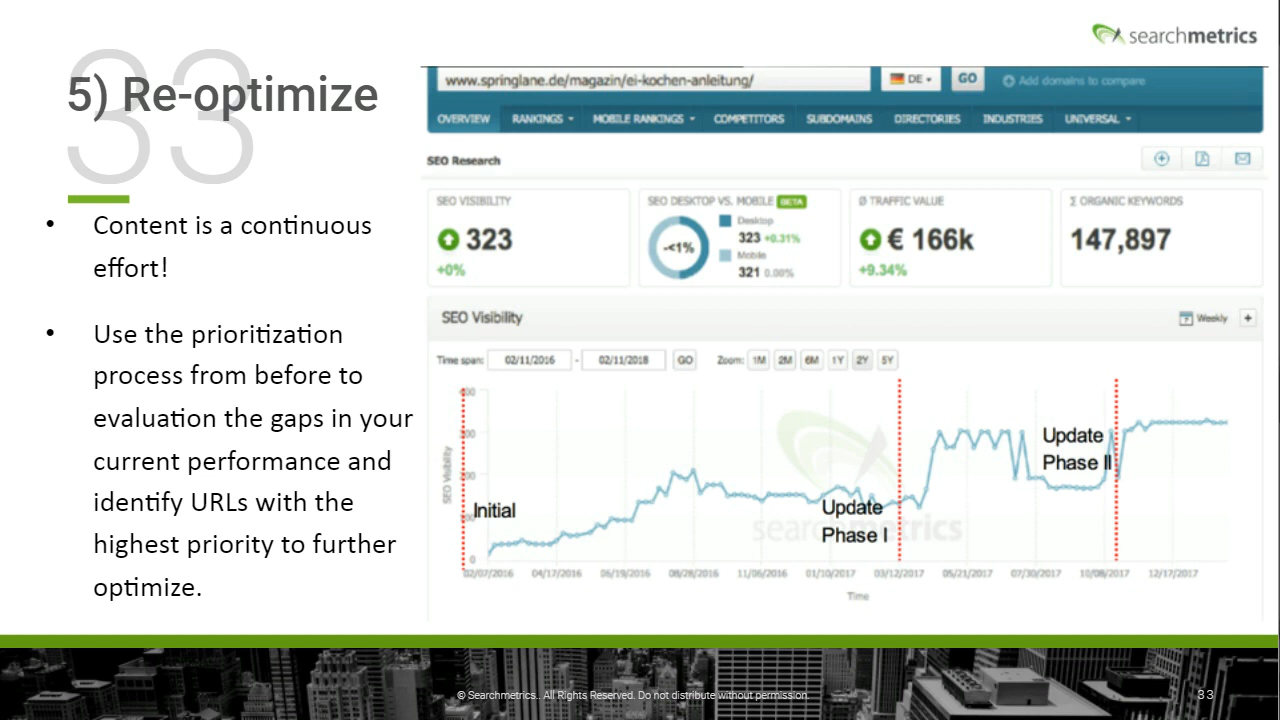 searchmetrics
33
5) Re-optimize
• Content is a continuous
effort!
• Use the prioritization
process from before to
evaluation the gaps in your
current performance and
identify URLs with the
highest priority to further
optimize.
www.springlane.de/magazin/ei-kochen-anleitung/ DE GO Add domains to compare
OVERVIEW RANKINGS MOBILE RANKINGS COMPETITORS SUBDOMAINS DIRECTORIES INDUSTRIES UNIVERSAL
SEO Research
SEO VISIBILITY
323
+0%
SEO DESKTOP VS. MOBILE BETA
-<1%
Desktop
323 +0.31%
Mobile
321 0.00%
Ø TRAFFIC VALUE
€ 166k
+9.34%
Σ ORGANIC KEYWORDS
147,897
SEO Visibility
Weekly +
Time span: 02/11/2016 - 02/11/2018 GO Zoom: 1M 2M 6M 1Y 2Y 5Y
SEO Visibility
0
Initial
Update
Phase I
Update
Phase II
searchmetrics
02/07/2016 04/17/2016 06/19/2016 08/28/2016 11/06/2016 01/10/2017 03/12/2017 05/21/2017 07/30/2017 10/08/2017 12/17/2017
Time
© Searchmetrics.. All Rights Reserved. Do not distribute without permission.
33